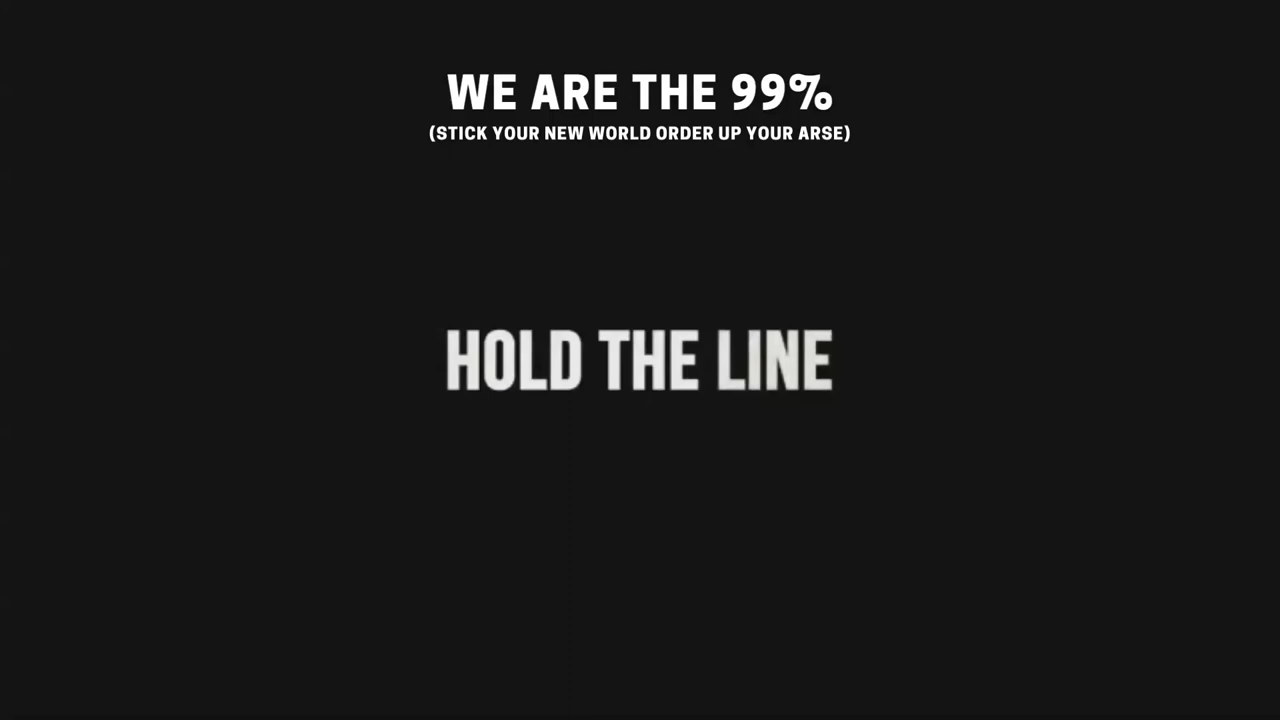 WE ARE THE 99%
(STICK YOUR NEW WORLD ORDER UP YOUR ARSE)
HOLD THE LINE